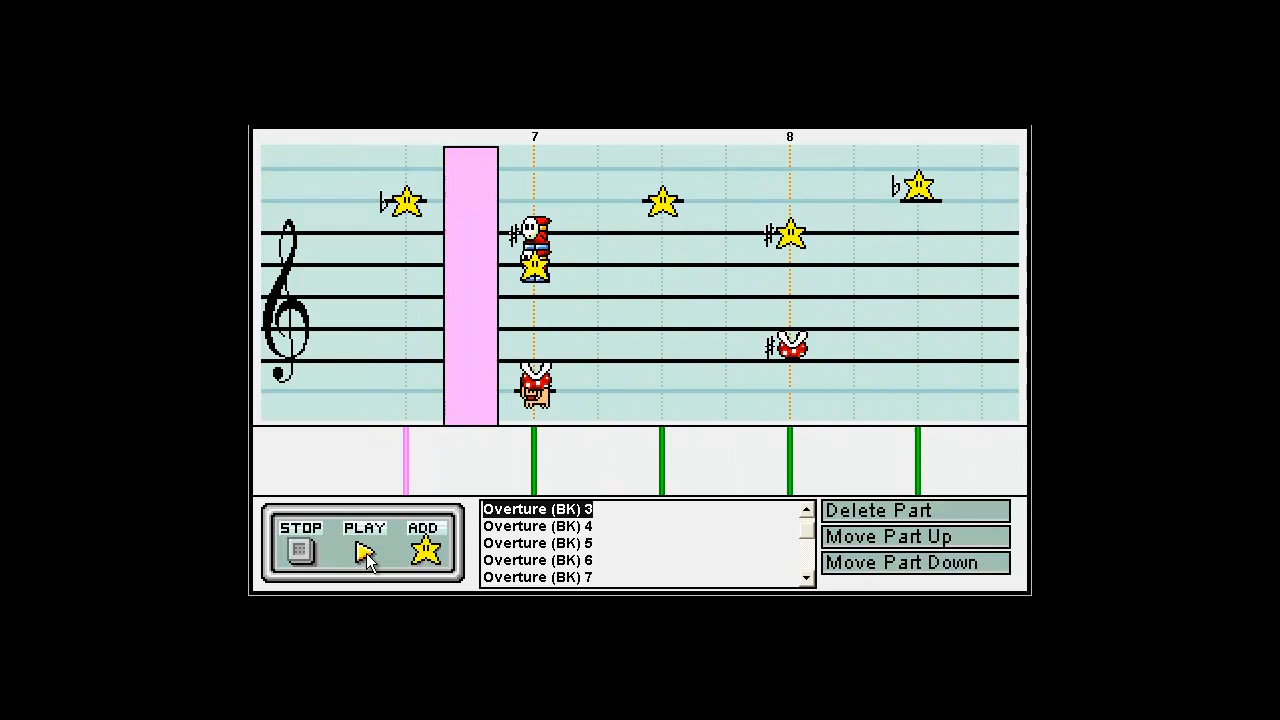 7 8
STOP PLAY ADD
Overture (BK) 3
Overture (BK) 4
Overture (BK) 5
Overture (BK) 6
Overture (BK) 7
Delete Part
Move Part Up
Move Part Down